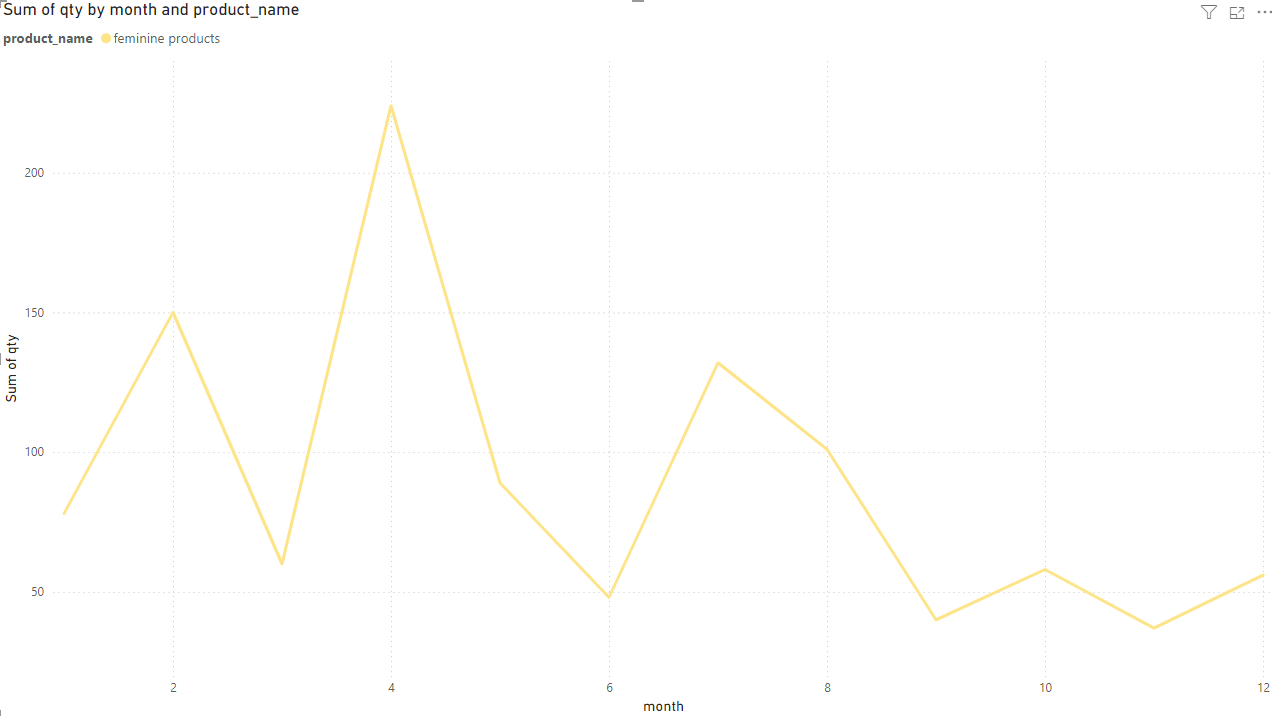 Sum of qty by month and product_name
product_name feminine products
200
150
100
50
Sum of qty
2 4 6 8 10 12
month